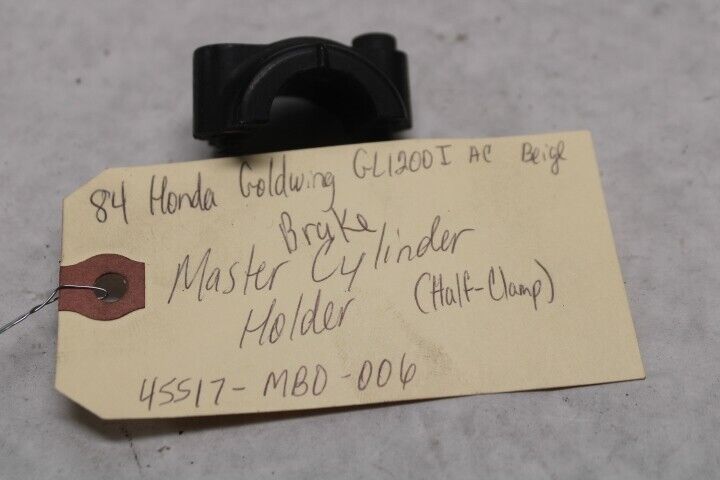 84 Honda Goldwing GL1200I AC Beige
Brake
Master Cylinder
Holder (Half-Clamp)
45517-MB0-006